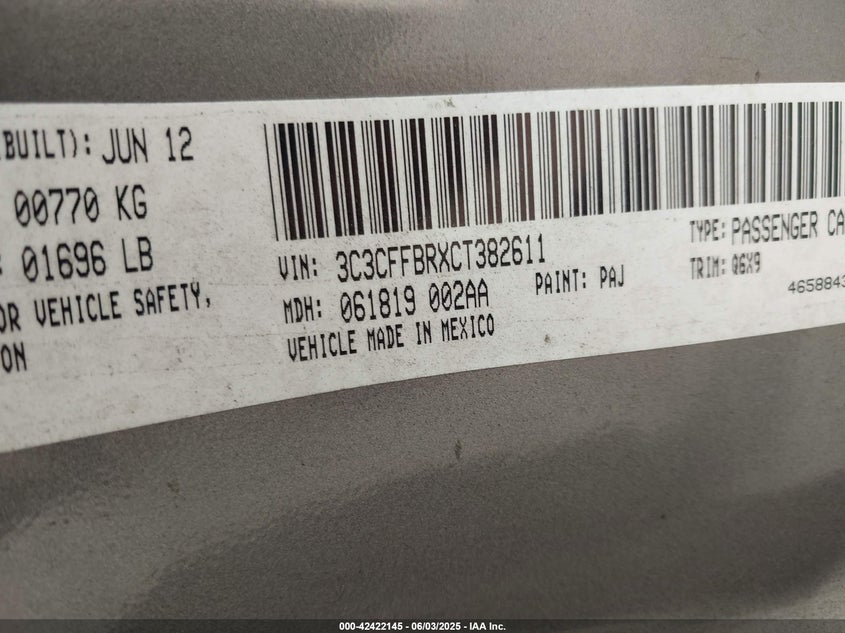 (BUILT): JUN 12
00770 KG
01696 LB
OR VEHICLE SAFETY,
ON
VIN: 3C3CFFBRXCT382611
TYPE: PASSENGER CA
MDH: 061819 002AA
PAINT: PAJ
TRIM: Q6X9
VEHICLE MADE IN MEXICO
4658843
000-42422145 - 06/03/2025 - IAA Inc.